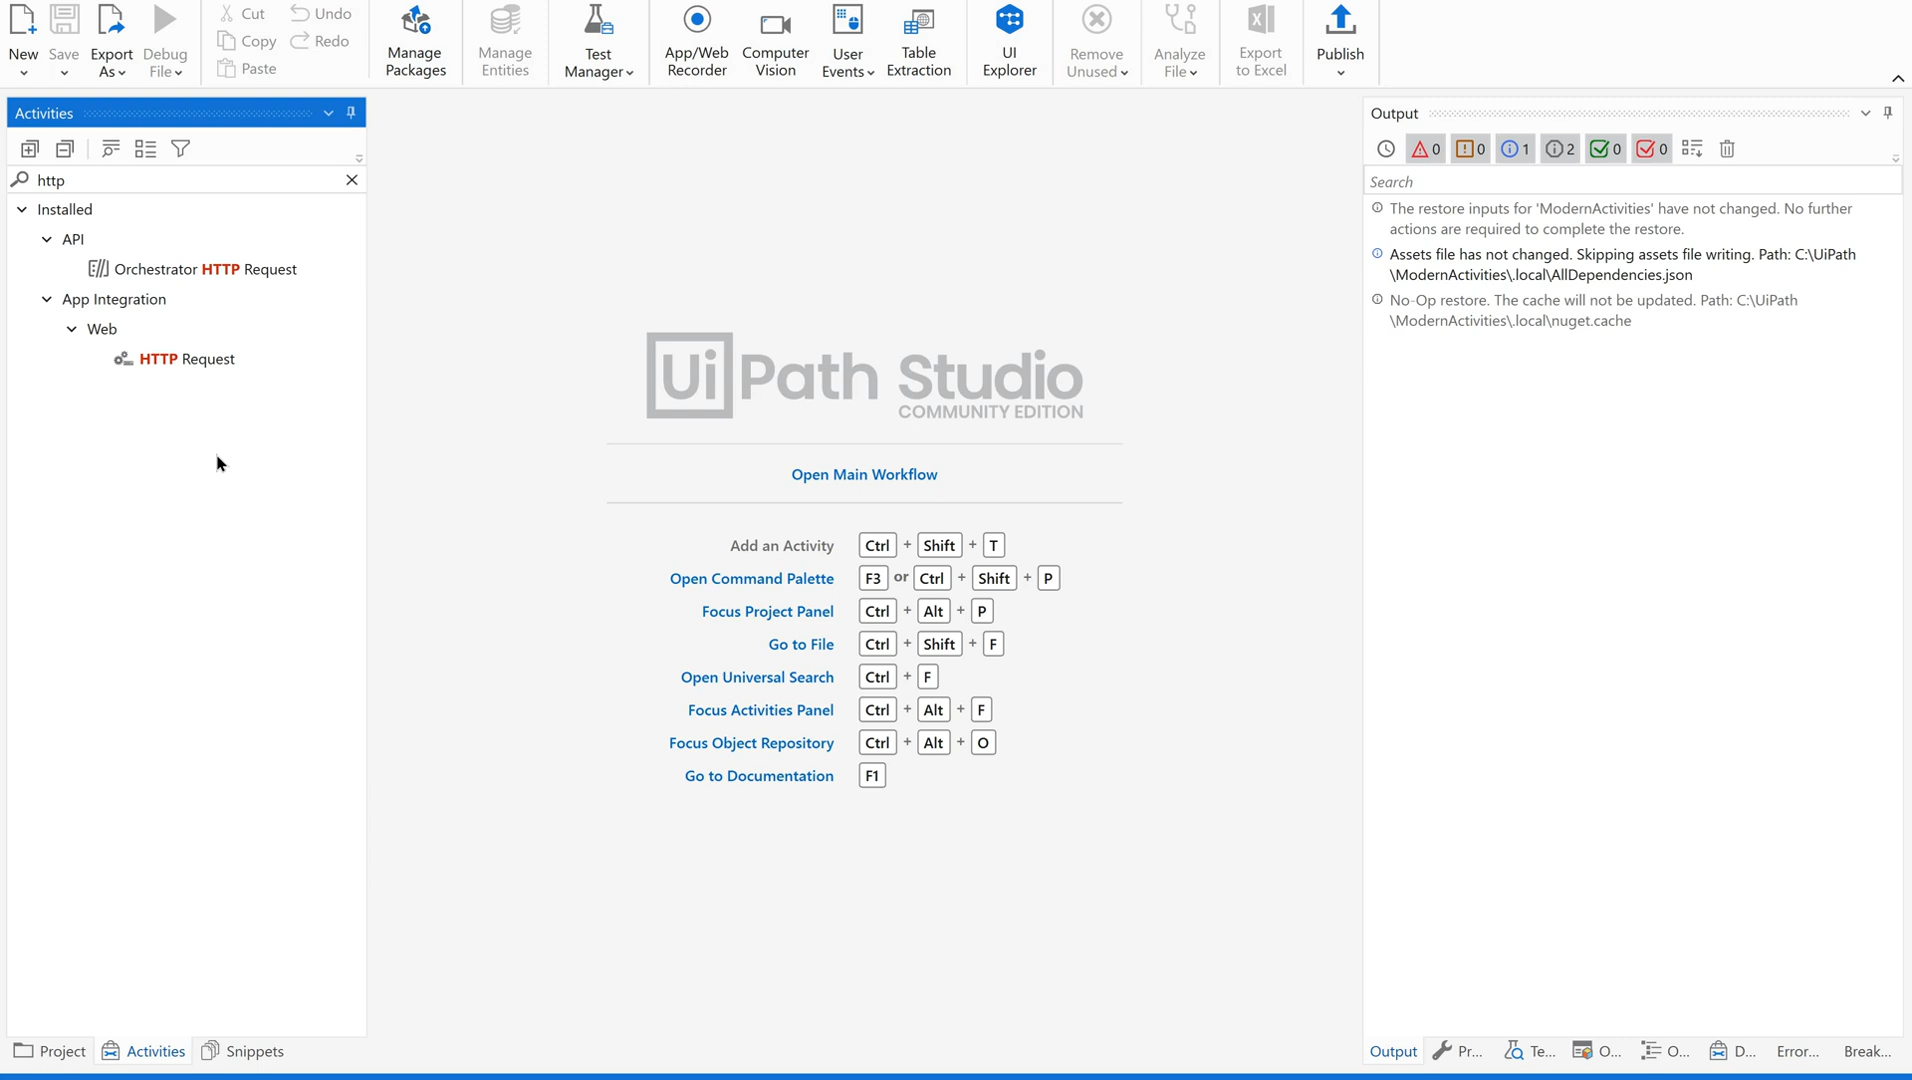 New
Save
Export
As
Debug
File
Cut
Copy
Paste
Undo
Redo
Manage
Packages
Manage
Entities
Test
Manager
App/Web
Recorder
Computer
Vision
User
Events
Table
Extraction
UI
Explorer
Remove
Unused
Analyze
File
Export
to Excel
Publish
Activities
http
Installed
API
Orchestrator HTTP Request
App Integration
Web
HTTP Request
UiPath Studio
COMMUNITY EDITION
Open Main Workflow
Add an Activity Ctrl + Shift + T
Open Command Palette F3 or Ctrl + Shift + P
Focus Project Panel Ctrl + Alt + P
Go to File Ctrl + Shift + F
Open Universal Search Ctrl + F
Focus Activities Panel Ctrl + Alt + F
Focus Object Repository Ctrl + Alt + O
Go to Documentation F1
Output
0 0 1 2 0 0
Search
The restore inputs for 'ModernActivities' have not changed. No further
actions are required to complete the restore.
Assets file has not changed. Skipping assets file writing. Path: C:\UiPath
\ModernActivities\.local\AllDependencies.json
No-Op restore. The cache will not be updated. Path: C:\UiPath
\ModernActivities\.local\nuget.cache
Project Activities Snippets
Output Pr... Te... O... O... D... Error... Break...